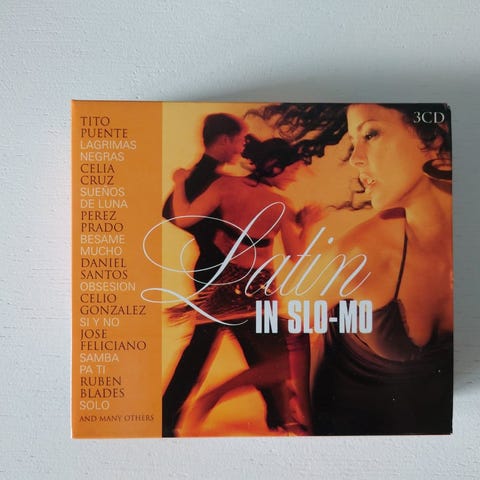 TITO
PUENTE
LAGRIMAS
NEGRAS
CELIA
CRUZ
SUEÑOS
DE LUNA
PEREZ
PRADO
BESAME
MUCHO
DANIEL
SANTOS
OBSESION
CELIO
GONZALEZ
SI Y NO
JOSE
FELICIANO
SAMBA
PA TI
RUBEN
BLADES
SOLO
AND MANY OTHERS
3CD
Latin
IN SLO-MO